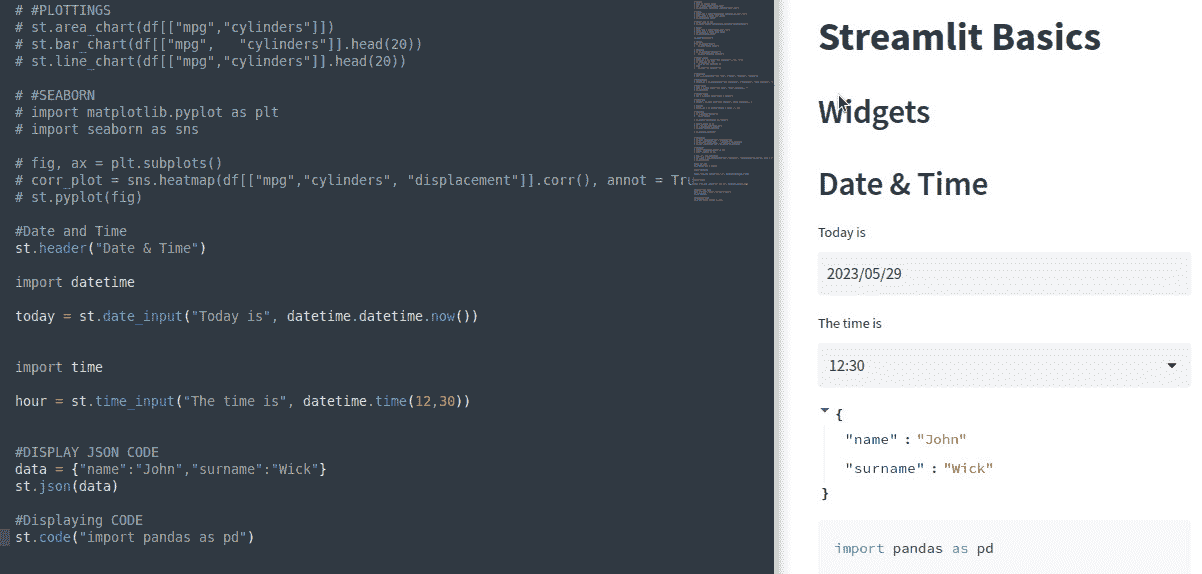 # #PLOTTINGS
# st.area_chart(df[["mpg","cylinders"]])
# st.bar_chart(df[["mpg",   "cylinders"]].head(20))
# st.line_chart(df[["mpg","cylinders"]].head(20))
# #SEABORN
# import matplotlib.pyplot as plt
# import seaborn as sns
# fig, ax = plt.subplots()
# corr_plot = sns.heatmap(df[["mpg","cylinders", "displacement"]].corr(), annot = Tr
# st.pyplot(fig)
#Date and Time
st.header("Date & Time")
import datetime
today = st.date_input("Today is", datetime.datetime.now())
import time
hour = st.time_input("The time is", datetime.time(12,30))
#DISPLAY JSON CODE
data = {"name":"John","surname":"Wick"}
st.json(data)
#Displaying CODE
st.code("import pandas as pd")
Streamlit Basics
Widgets
Date & Time
Today is
2023/05/29
The time is
12:30
{
"name" : "John"
"surname" : "Wick"
}
import pandas as pd